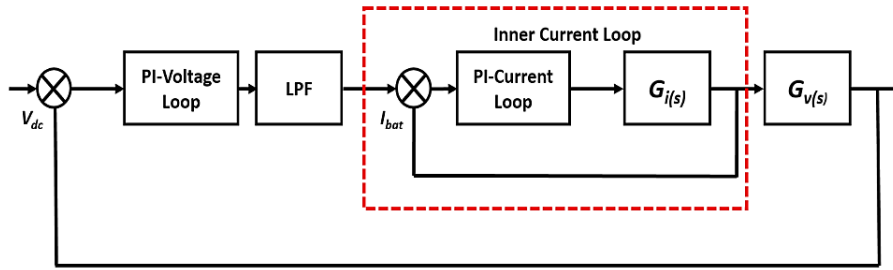 Inner Current Loop
PI-Voltage
Loop
LPF
PI-Current
Loop
Gi(s)
Gv(s)
Vdc
Ibat